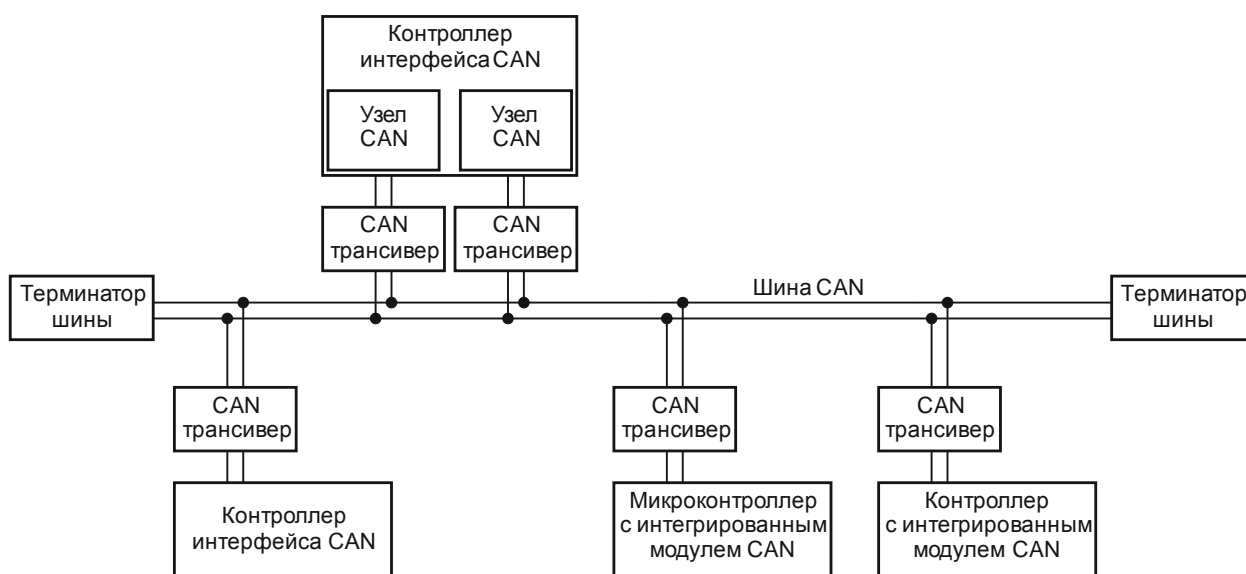 Контроллер
интерфейса CAN
Узел
CAN
Узел
CAN
CAN
трансивер
CAN
трансивер
Терминатор
шины
Шина CAN
Терминатор
шины
CAN
трансивер
CAN
трансивер
CAN
трансивер
Контроллер
интерфейса CAN
Микроконтроллер
с интегрированным
модулем CAN
Контроллер
с интегрированным
модулем CAN